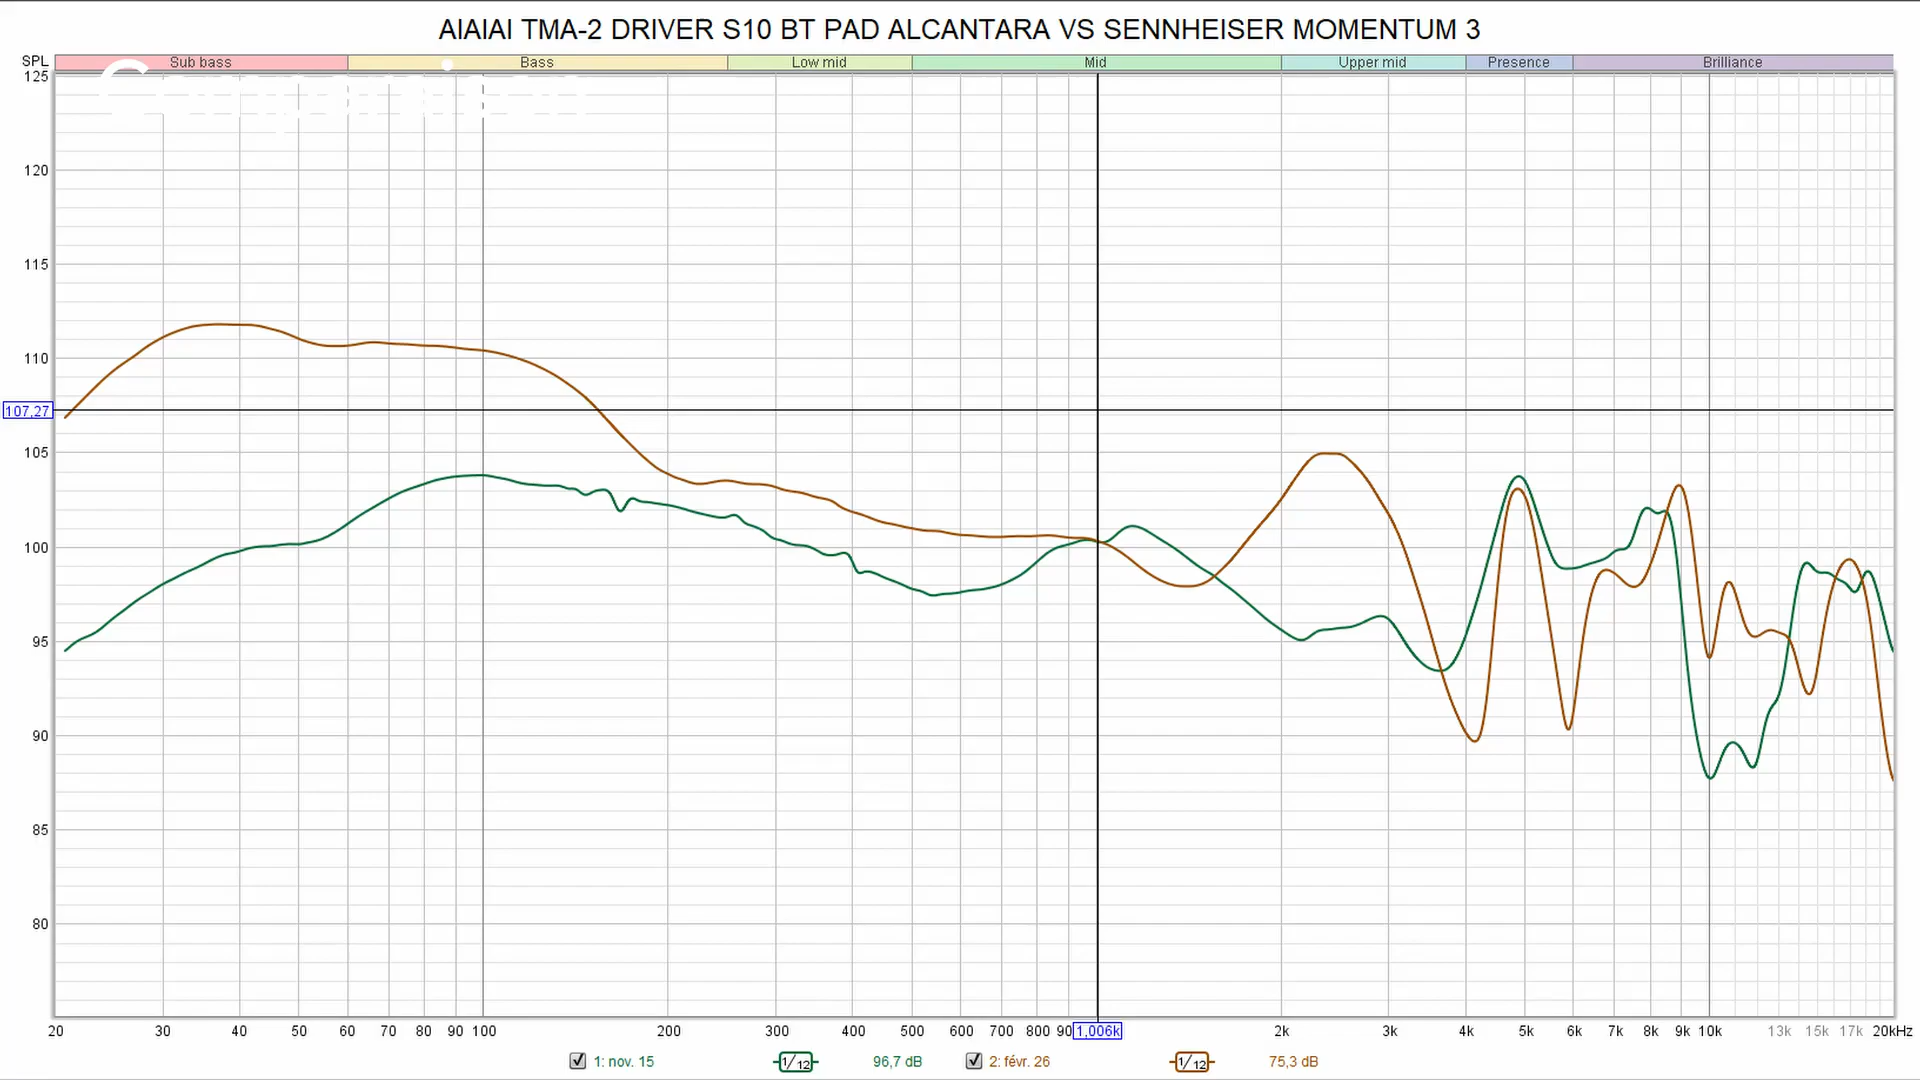 AIAIAI TMA-2 DRIVER S10 BT PAD ALCANTARA VS SENNHEISER MOMENTUM 3
SPL
Sub bass Bass Low mid Mid Upper mid Presence Brilliance
125
120
115
110
107,27
105
100
95
90
85
80
20 30 40 50 60 70 80 90 100 200 300 400 500 600 700 800 90 1,006k 2k 3k 4k 5k 6k 7k 8k 9k 10k 13k 15k 17k 20kHz
1: nov. 15 1/12 96,7 dB 2: févr. 26 1/12 75,3 dB